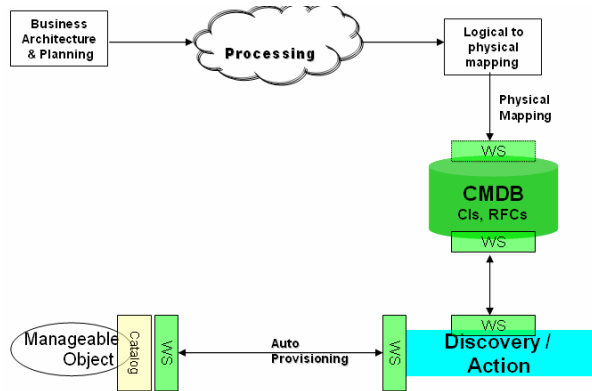 Business
Architecture
& Planning
Processing
Logical to
physical
mapping
Physical
Mapping
WS
CMDB
CIs, RFCs
WS
WS
Discovery /
Action
WS
Auto
Provisioning
WS
Catalog
Manageable
Object